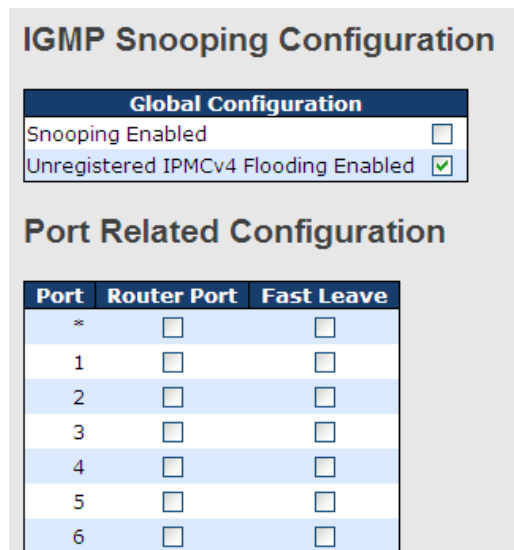 IGMP Snooping Configuration
Global Configuration
Snooping Enabled
Unregistered IPMCv4 Flooding Enabled
Port Related Configuration
Port Router Port Fast Leave
*
1
2
3
4
5
6